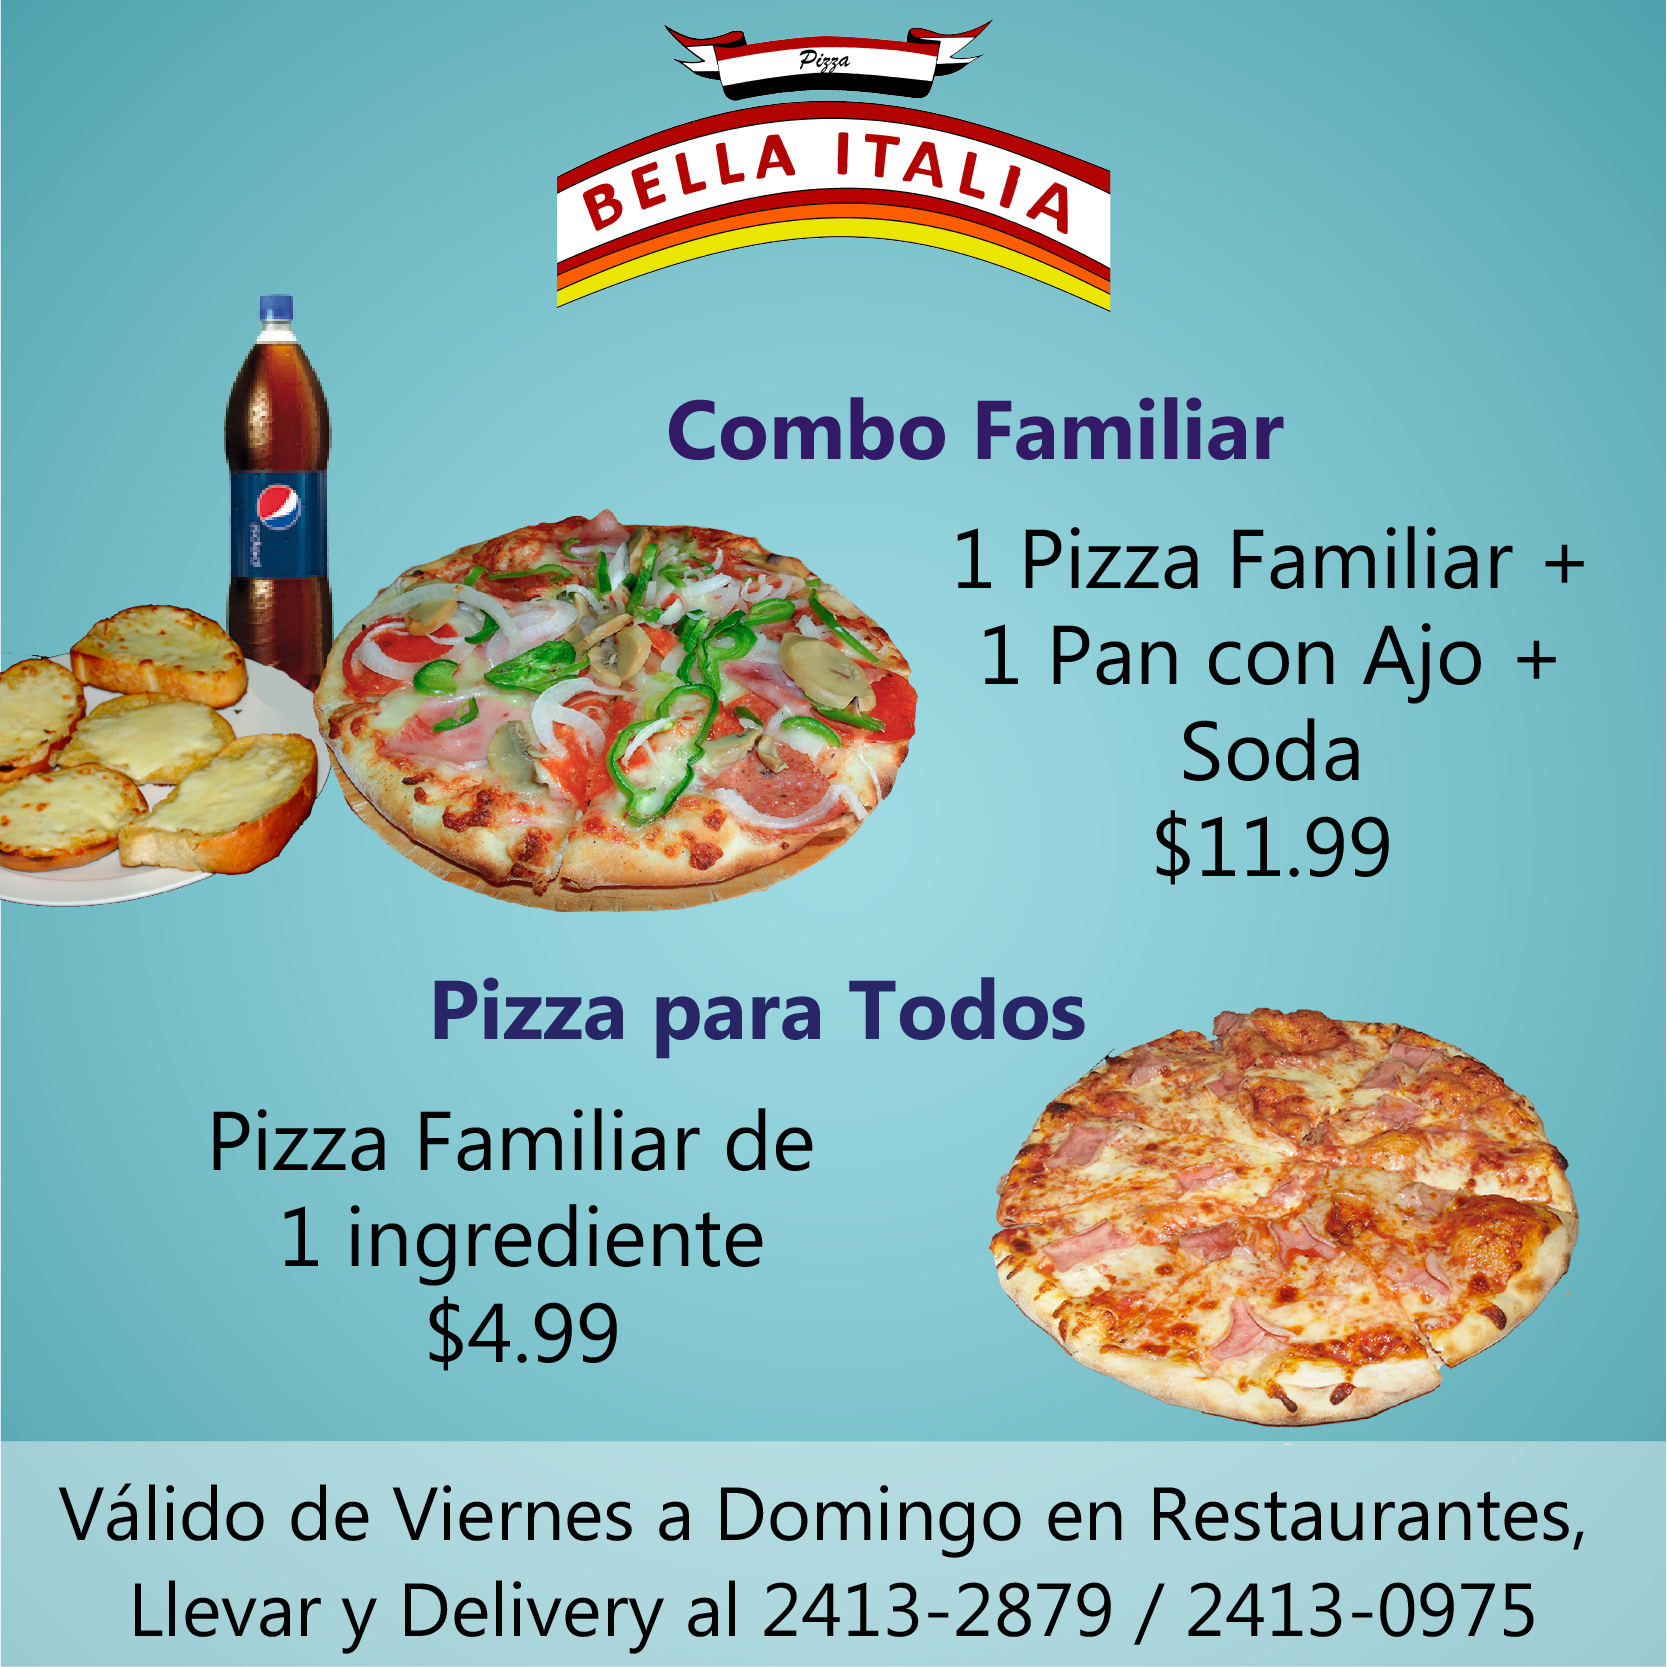 Pizza
BELLA ITALIA
Combo Familiar
1 Pizza Familiar +
1 Pan con Ajo +
Soda
$11.99
pepsi
Pizza para Todos
Pizza Familiar de
1 ingrediente
$4.99
Válido de Viernes a Domingo en Restaurantes,
Llevar y Delivery al 2413-2879 / 2413-0975